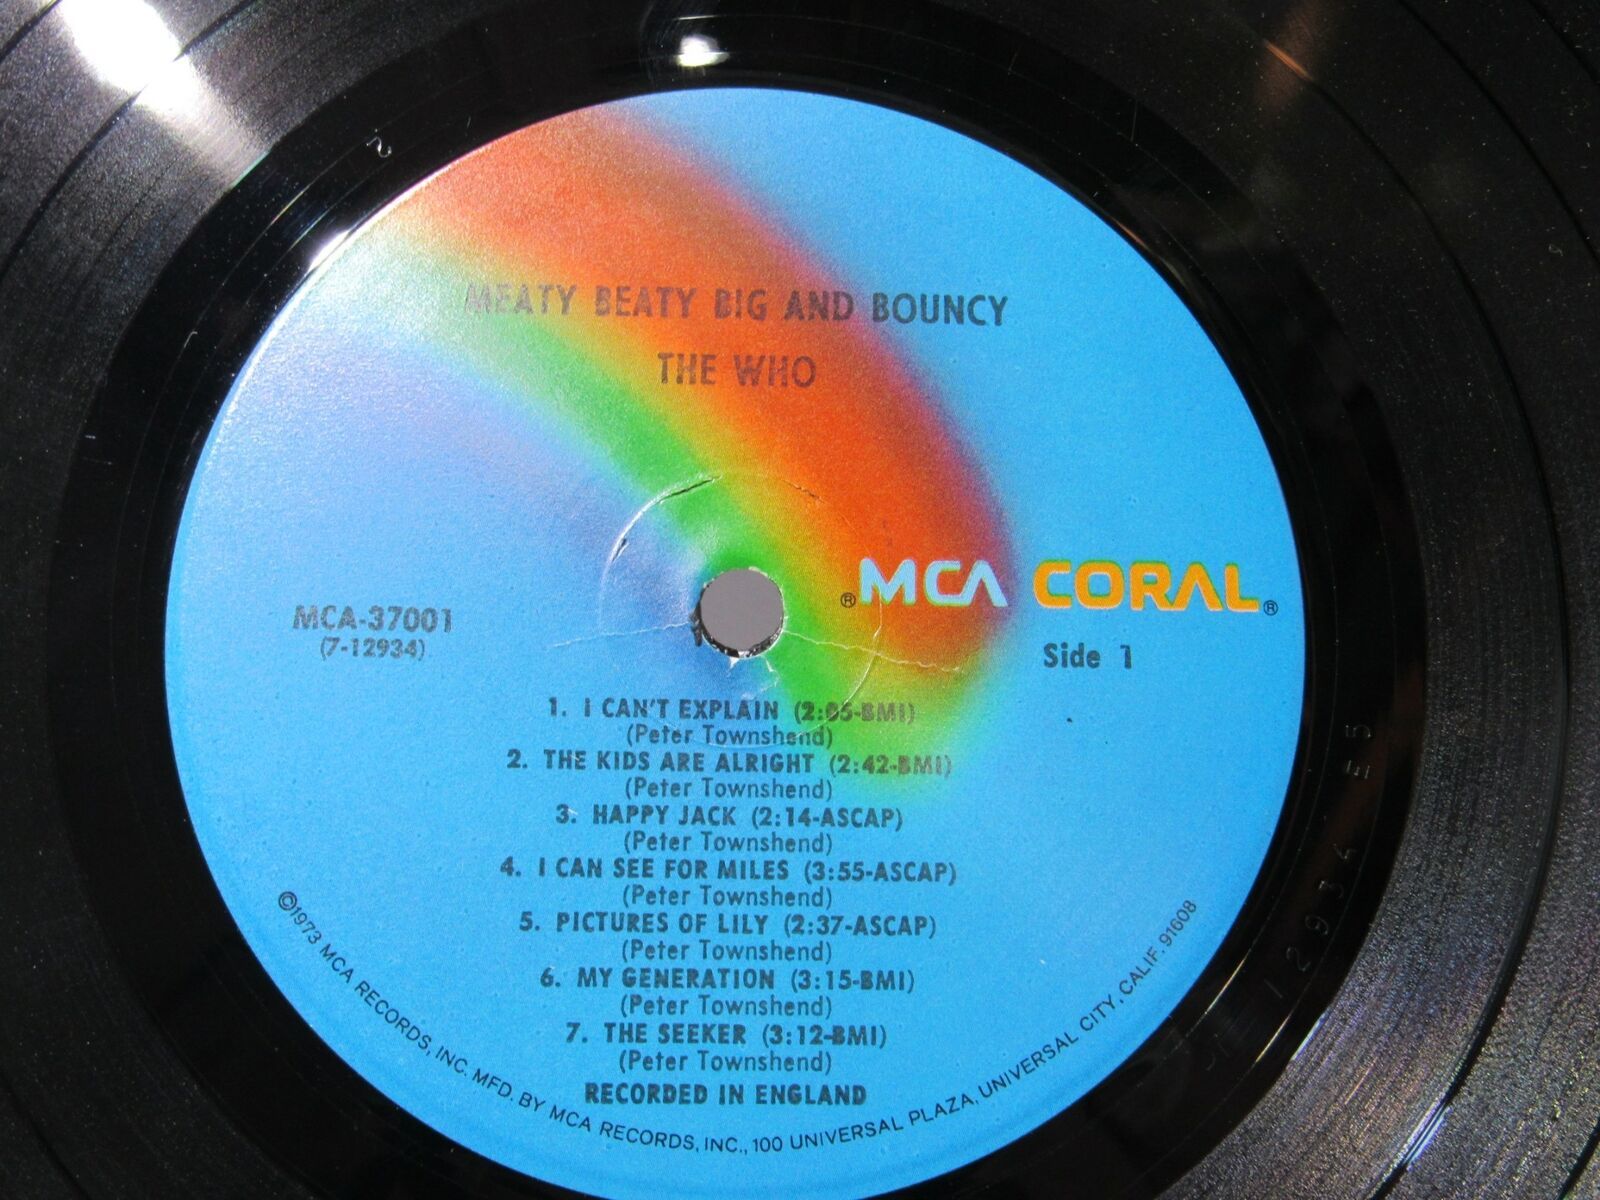 MEATY BEATY BIG AND BOUNCY
THE WHO
® MCA CORAL ®
MCA-37001
(7-12934)
Side 1
1. I CAN'T EXPLAIN (2:05-BMI)
(Peter Townshend)
2. THE KIDS ARE ALRIGHT (2:42-BMI)
(Peter Townshend)
3. HAPPY JACK (2:14-ASCAP)
(Peter Townshend)
4. I CAN SEE FOR MILES (3:55-ASCAP)
(Peter Townshend)
5. PICTURES OF LILY (2:37-ASCAP)
(Peter Townshend)
6. MY GENERATION (3:15-BMI)
(Peter Townshend)
7. THE SEEKER (3:12-BMI)
(Peter Townshend)
RECORDED IN ENGLAND
©1973 MCA RECORDS, INC. MFD. BY MCA RECORDS, INC., 100 UNIVERSAL PLAZA, UNIVERSAL CITY, CALIF. 91608